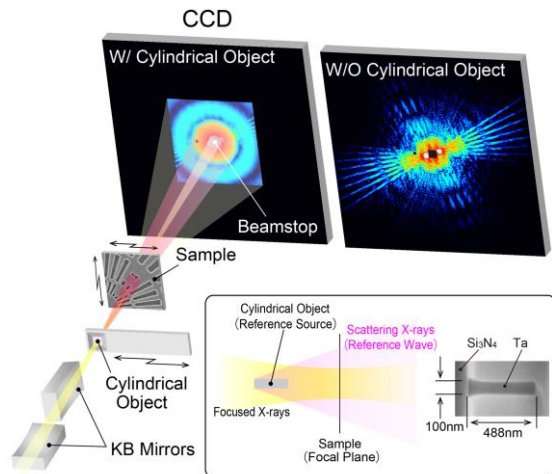 CCD
W/ Cylindrical Object
W/O Cylindrical Object
Beamstop
Sample
Cylindrical
Object
KB Mirrors
Cylindrical Object
(Reference Source)
Scattering X-rays
(Reference Wave)
Focused X-rays
Sample
(Focal Plane)
Si₃N₄
Ta
100nm
488nm